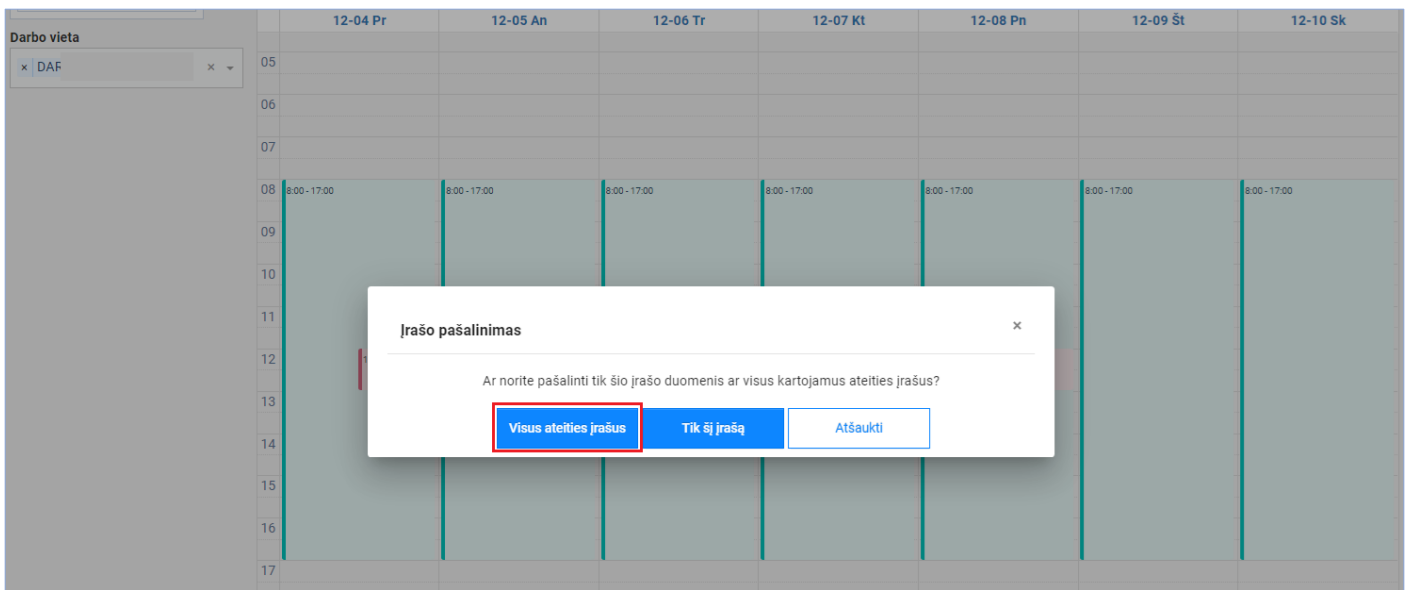 12-04 Pr 12-05 An 12-06 Tr 12-07 Kt 12-08 Pn 12-09 Št 12-10 Sk
Darbo vieta
× DAR × 
05
06
07
08 8:00 - 17:00 8:00 - 17:00 8:00 - 17:00 8:00 - 17:00 8:00 - 17:00 8:00 - 17:00 8:00 - 17:00
09
10
11
Įrašo pašalinimas ×
12
Ar norite pašalinti tik šio įrašo duomenis ar visus kartojamus ateities įrašus?
13
Visus ateities įrašus Tik šį įrašą Atšaukti
14
15
16
17